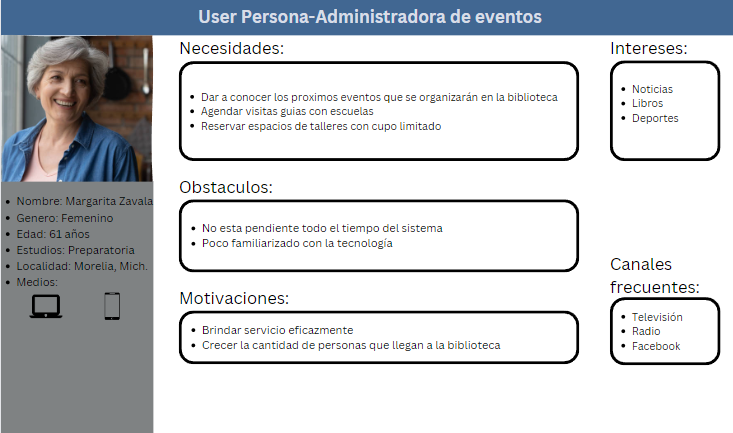 User Persona-Administradora de eventos
Necesidades:
Dar a conocer los proximos eventos que se organizarán en la biblioteca
Agendar visitas guias con escuelas
Reservar espacios de talleres con cupo limitado
Intereses:
Noticias
Libros
Deportes
Nombre: Margarita Zavala
Genero: Femenino
Edad: 61 años
Estudios: Preparatoria
Localidad: Morelia, Mich.
Medios:
Obstaculos:
No esta pendiente todo el tiempo del sistema
Poco familiarizado con la tecnología
Motivaciones:
Brindar servicio eficazmente
Crecer la cantidad de personas que llegan a la biblioteca
Canales
frecuentes:
Televisión
Radio
Facebook